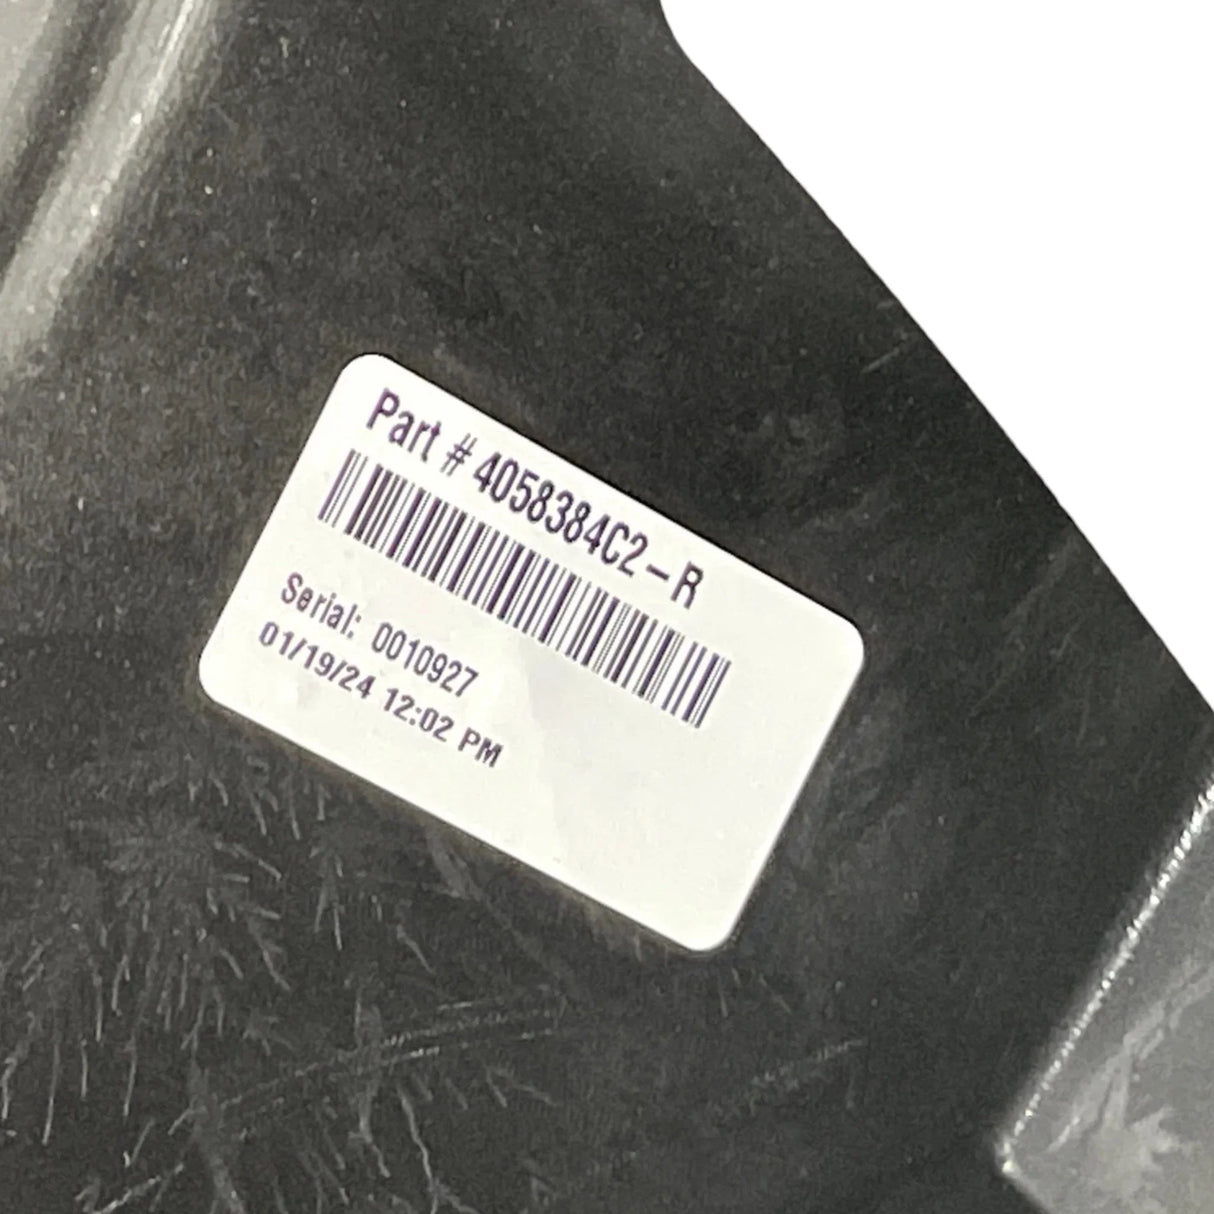 Part # 4058384C2-R
Serial: 0010927
01/19/24 12:02 PM